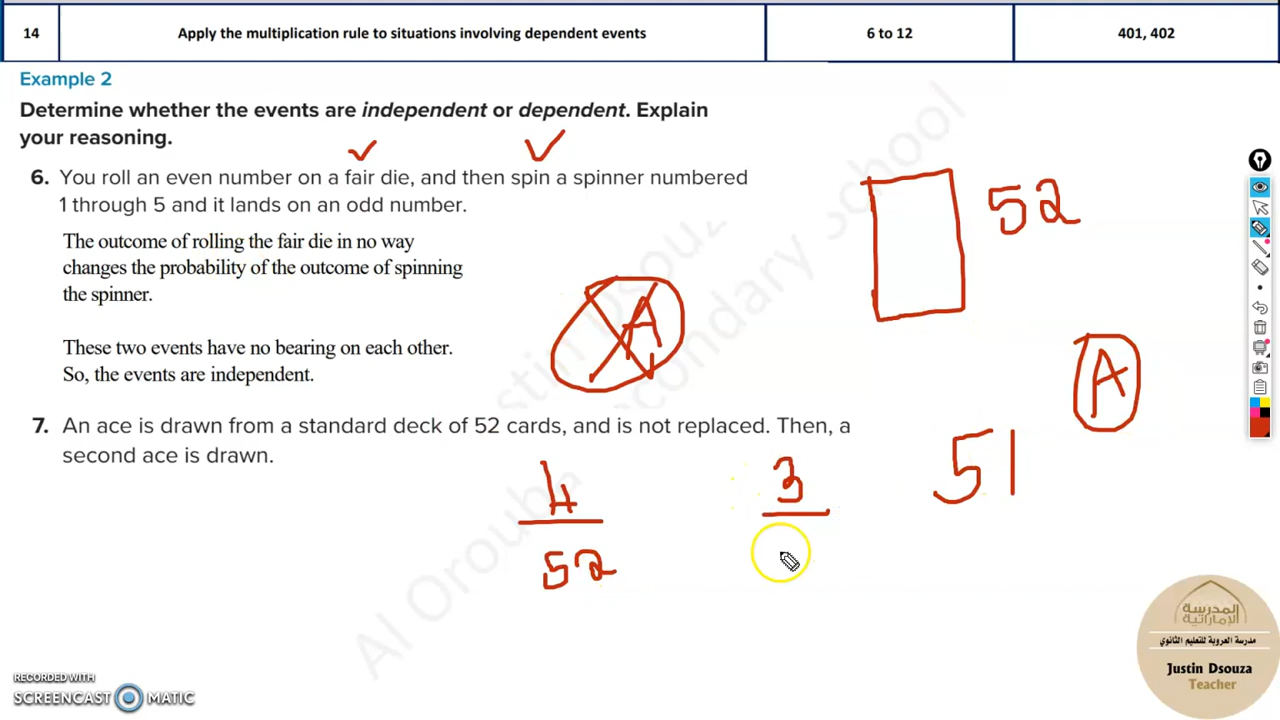 14 Apply the multiplication rule to situations involving dependent events 6 to 12 401, 402
Example 2
Determine whether the events are independent or dependent. Explain
your reasoning.
6. You roll an even number on a fair die, and then spin a spinner numbered
1 through 5 and it lands on an odd number.
The outcome of rolling the fair die in no way
changes the probability of the outcome of spinning
the spinner.
These two events have no bearing on each other.
So, the events are independent.
52
A
A
7. An ace is drawn from a standard deck of 52 cards, and is not replaced. Then, a
second ace is drawn.
4
52
3
51
المدرسة
الإماراتية
مدرسة العروبة للتعليم الثانوي
Justin Dsouza
Teacher
RECORDED WITH
SCREENCAST MATIC